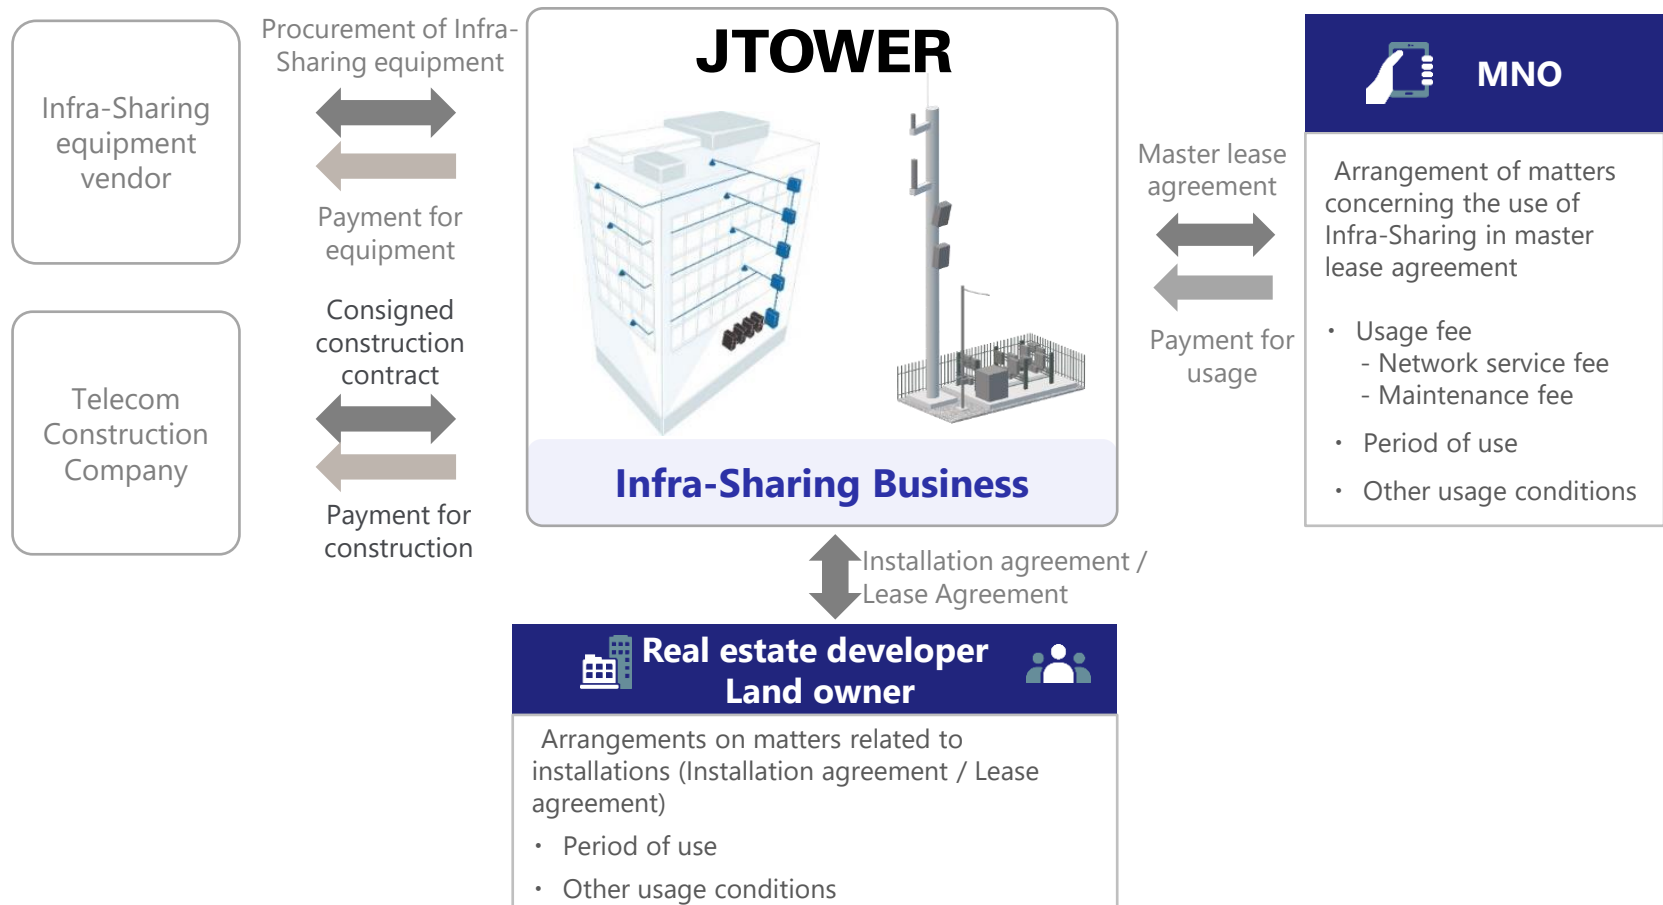 Infra-Sharing
equipment
vendor
Procurement of Infra-
Sharing equipment
Payment for
equipment
Telecom
Construction
Company
Consigned
construction
contract
Payment for
construction
JTOWER
Infra-Sharing Business
Master lease
agreement
Payment for
usage
MNO
Arrangement of matters
concerning the use of
Infra-Sharing in master
lease agreement
・ Usage fee
- Network service fee
- Maintenance fee
・ Period of use
・ Other usage conditions
Installation agreement /
Lease Agreement
Real estate developer
Land owner
Arrangements on matters related to
installations (Installation agreement / Lease
agreement)
・ Period of use
・ Other usage conditions